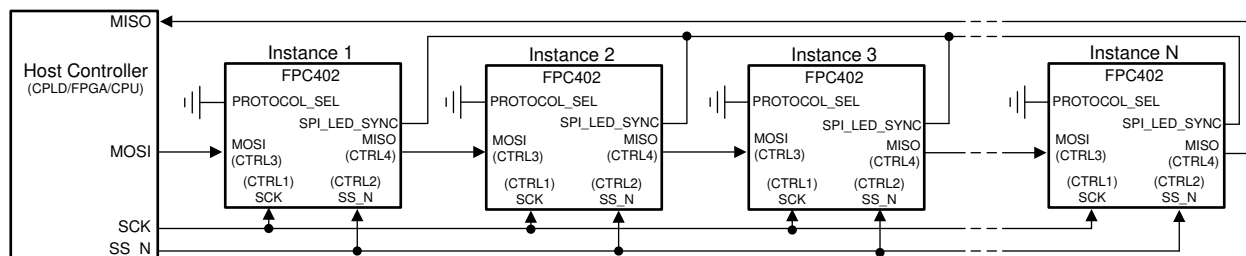 MISO
Host Controller
(CPLD/FPGA/CPU)
MOSI
SCK
SS_N
Instance 1
FPC402
PROTOCOL_SEL
SPI_LED_SYNC
MOSI
(CTRL3)
MISO
(CTRL4)
(CTRL1)
SCK
(CTRL2)
SS_N
Instance 2
FPC402
PROTOCOL_SEL
SPI_LED_SYNC
MOSI
(CTRL3)
MISO
(CTRL4)
(CTRL1)
SCK
(CTRL2)
SS_N
Instance 3
FPC402
PROTOCOL_SEL
SPI_LED_SYNC
MOSI
(CTRL3)
MISO
(CTRL4)
(CTRL1)
SCK
(CTRL2)
SS_N
Instance N
FPC402
PROTOCOL_SEL
SPI_LED_SYNC
MOSI
(CTRL3)
MISO
(CTRL4)
(CTRL1)
SCK
(CTRL2)
SS_N